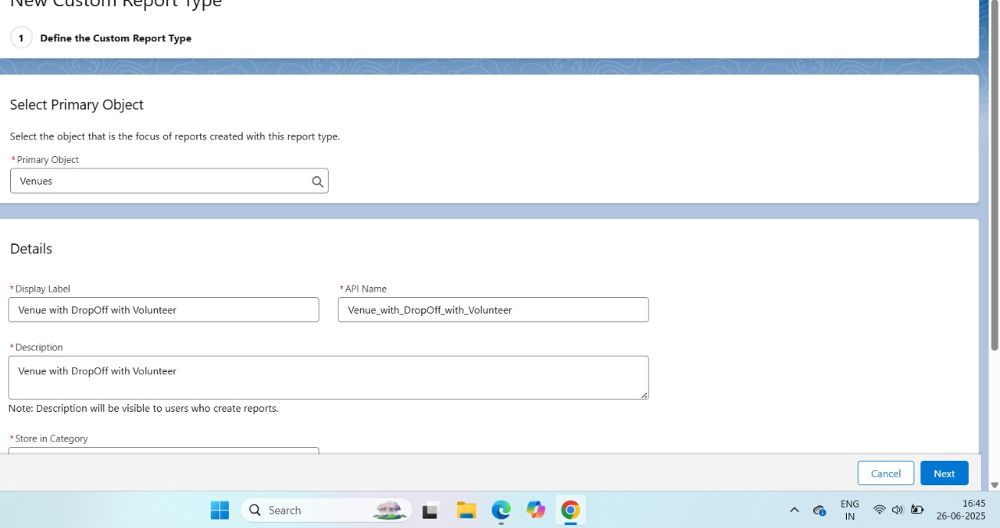 New Custom Report Type
1 Define the Custom Report Type
Select Primary Object
Select the object that is the focus of reports created with this report type.
*Primary Object
Venues
Details
*Display Label
*API Name
Venue with DropOff with Volunteer
Venue_with_DropOff_with_Volunteer
*Description
Venue with DropOff with Volunteer
Note: Description will be visible to users who create reports.
*Store in Category
Cancel
Next
Search
ENG
IN
16:45
26-06-2025